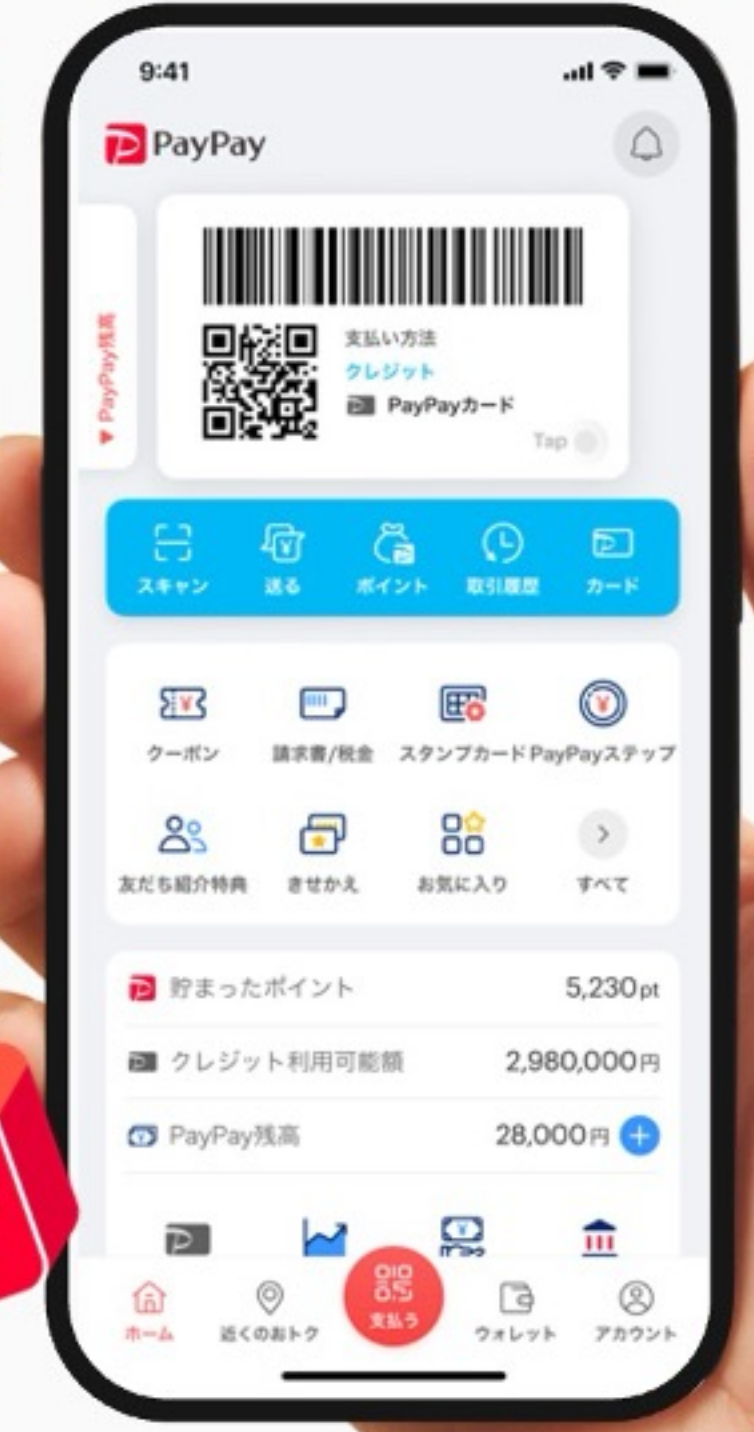 9:41
PayPay
PayPay残高
支払い方法
クレジット
PayPayカード
Tap
スキャン
送る
ポイント
取引履歴
カード
クーポン
請求書/税金
スタンプカード
PayPayステップ
友だち紹介特典
きせかえ
お気に入り
すべて
貯まったポイント
5,230pt
クレジット利用可能額
2,980,000円
PayPay残高
28,000円
ホーム
近くのおトク
支払う
ウォレット
アカウント